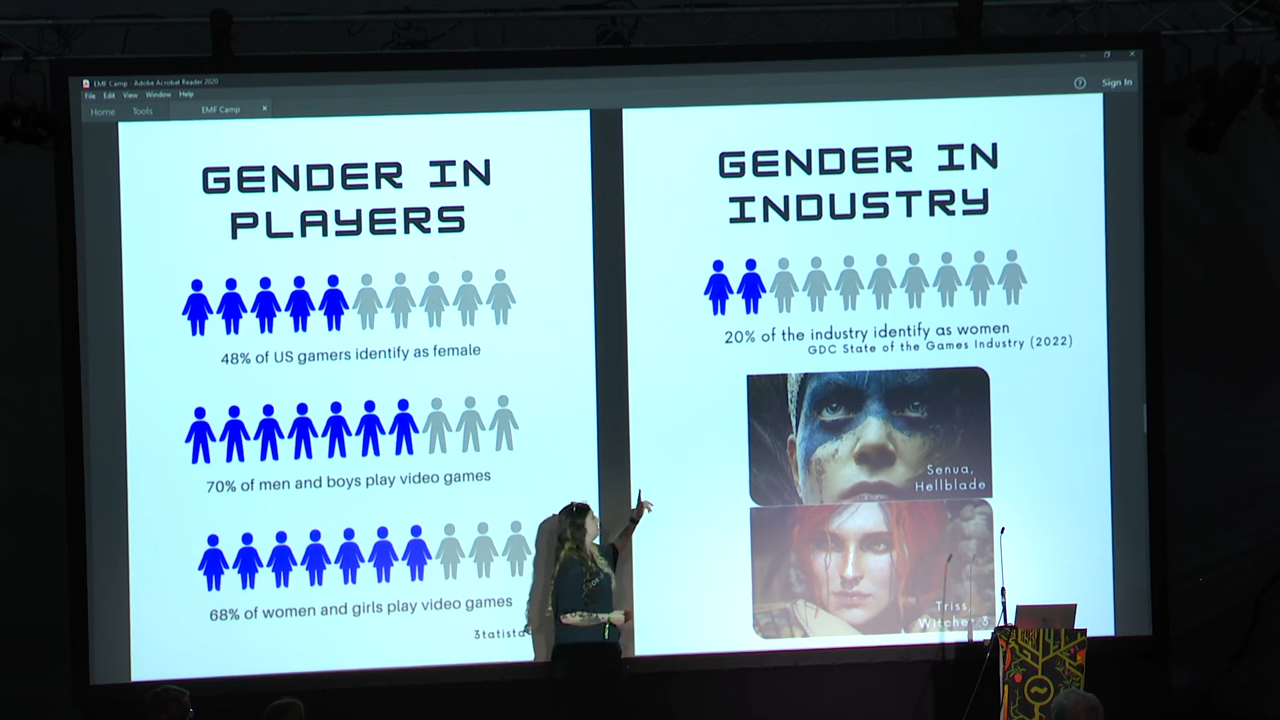 EMF Camp - Adobe Acrobat Reader 2020
File Edit View Window Help
Home Tools EMF Camp ×
? Sign In
GENDER IN
PLAYERS
48% of US gamers identify as female
70% of men and boys play video games
68% of women and girls play video games
3tatista
GENDER IN
INDUSTRY
20% of the industry identify as women
GDC State of the Games Industry (2022)
Senua,
Hellblade
Triss,
Witcher 3